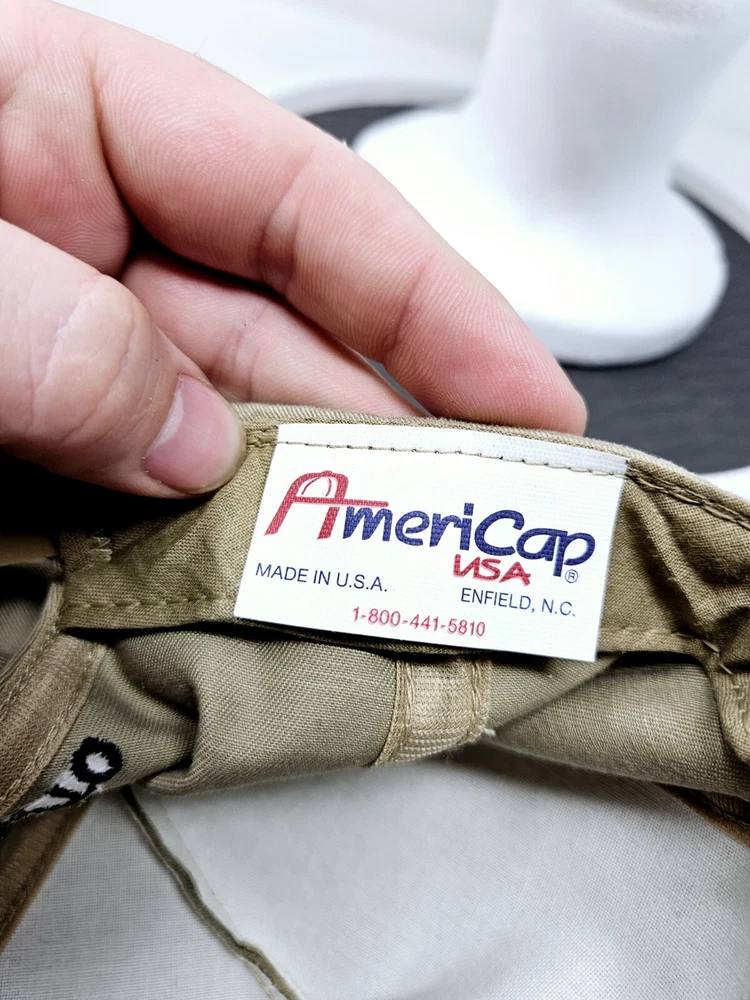 AmeriCap
USA ®
MADE IN U.S.A.
ENFIELD, N.C.
1-800-441-5810